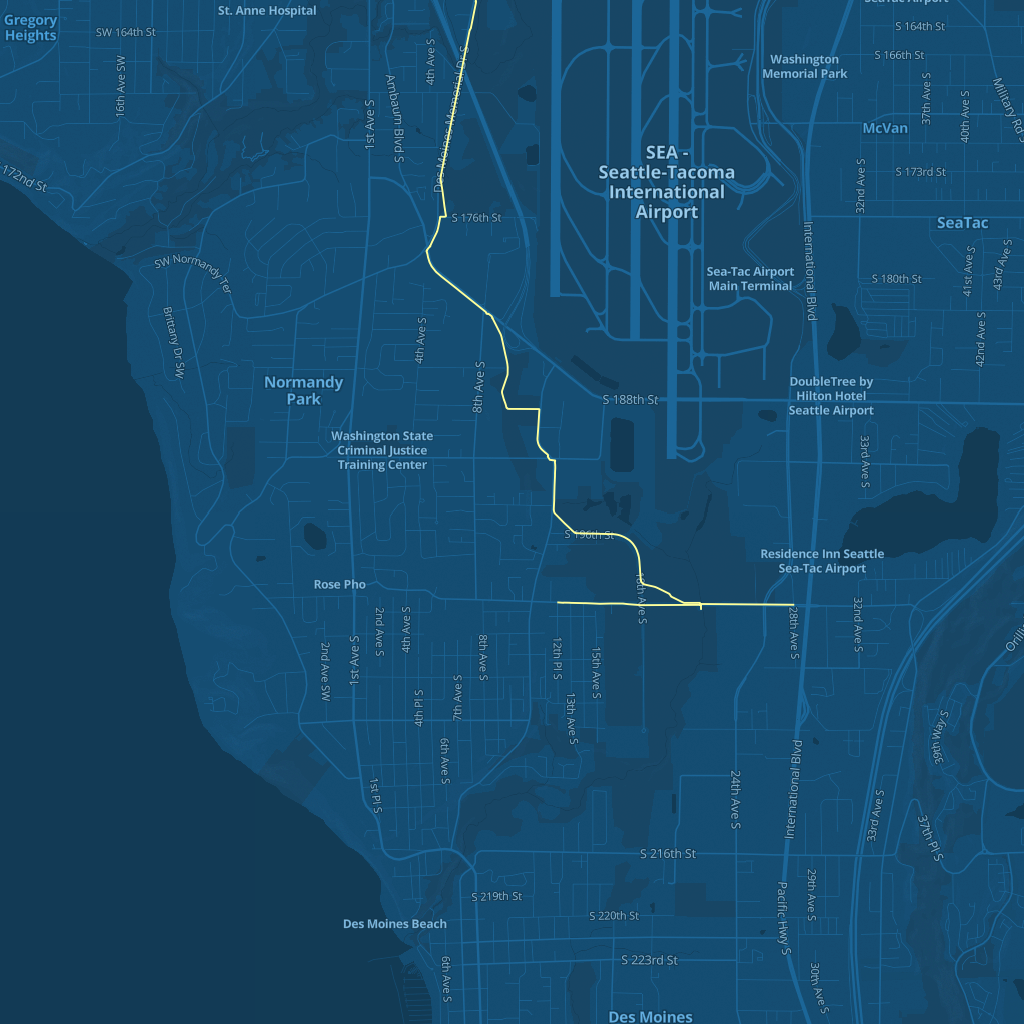 SeaTac Airport
St. Anne Hospital
Gregory
Heights
SW 164th St
S 164th St
S 166th St
4th Ave S
Washington
Memorial Park
16th Ave SW
Ambaum Blvd S
1st Ave S
Des Moines Memorial Dr S
37th Ave S
40th Ave S
Military Rd S
McVan
SEA -
Seattle-Tacoma
International
Airport
172nd St
S 173rd St
32nd Ave S
S 176th St
SeaTac
International Blvd
SW Normandy Ter
Sea-Tac Airport
Main Terminal
S 180th St
41st Ave S
43rd Ave S
Brittany Dr SW
4th Ave S
42nd Ave S
Normandy
Park
8th Ave S
DoubleTree by
Hilton Hotel
Seattle Airport
S 188th St
Washington State
Criminal Justice
Training Center
33rd Ave S
S 196th St
Residence Inn Seattle
Sea-Tac Airport
Rose Pho
18th Ave S
2nd Ave S
4th Ave S
28th Ave S
32nd Ave S
2nd Ave SW
1st Ave S
8th Ave S
12th Pl S
15th Ave S
4th Pl S
7th Ave S
13th Ave S
39th Way S
6th Ave S
1st Pl S
24th Ave S
International Blvd
33rd Ave S
37th Pl S
S 216th St
S 219th St
29th Ave S
S 220th St
Pacific Hwy S
Des Moines Beach
6th Ave S
S 223rd St
30th Ave S
Des Moines